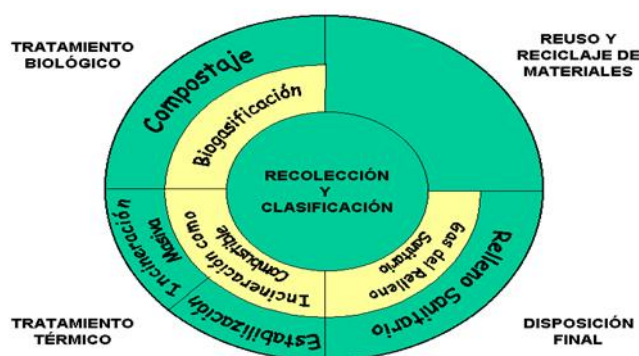 TRATAMIENTO
BIOLÓGICO
REUSO Y
RECICLAJE DE
MATERIALES
Compostaje
Biogasificación
RECOLECCIÓN
Y
CLASIFICACIÓN
Incineración
Masiva
Incineración como
Combustible
Estabilización
Gas del Relleno
Sanitario
Relleno Sanitario
TRATAMIENTO
TÉRMICO
DISPOSICIÓN
FINAL